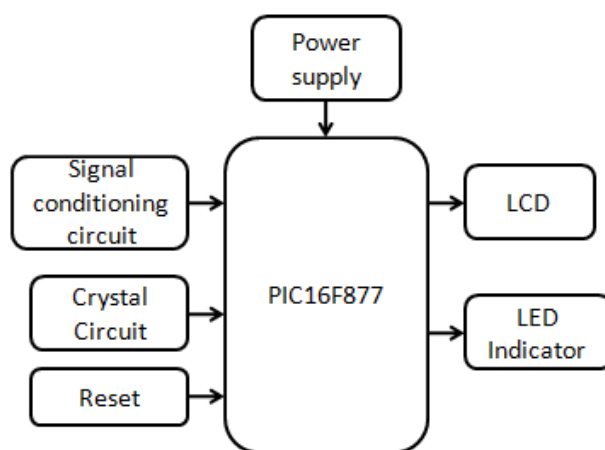 Power
supply
Signal
conditioning
circuit
LCD
PIC16F877
Crystal
Circuit
LED
Indicator
Reset